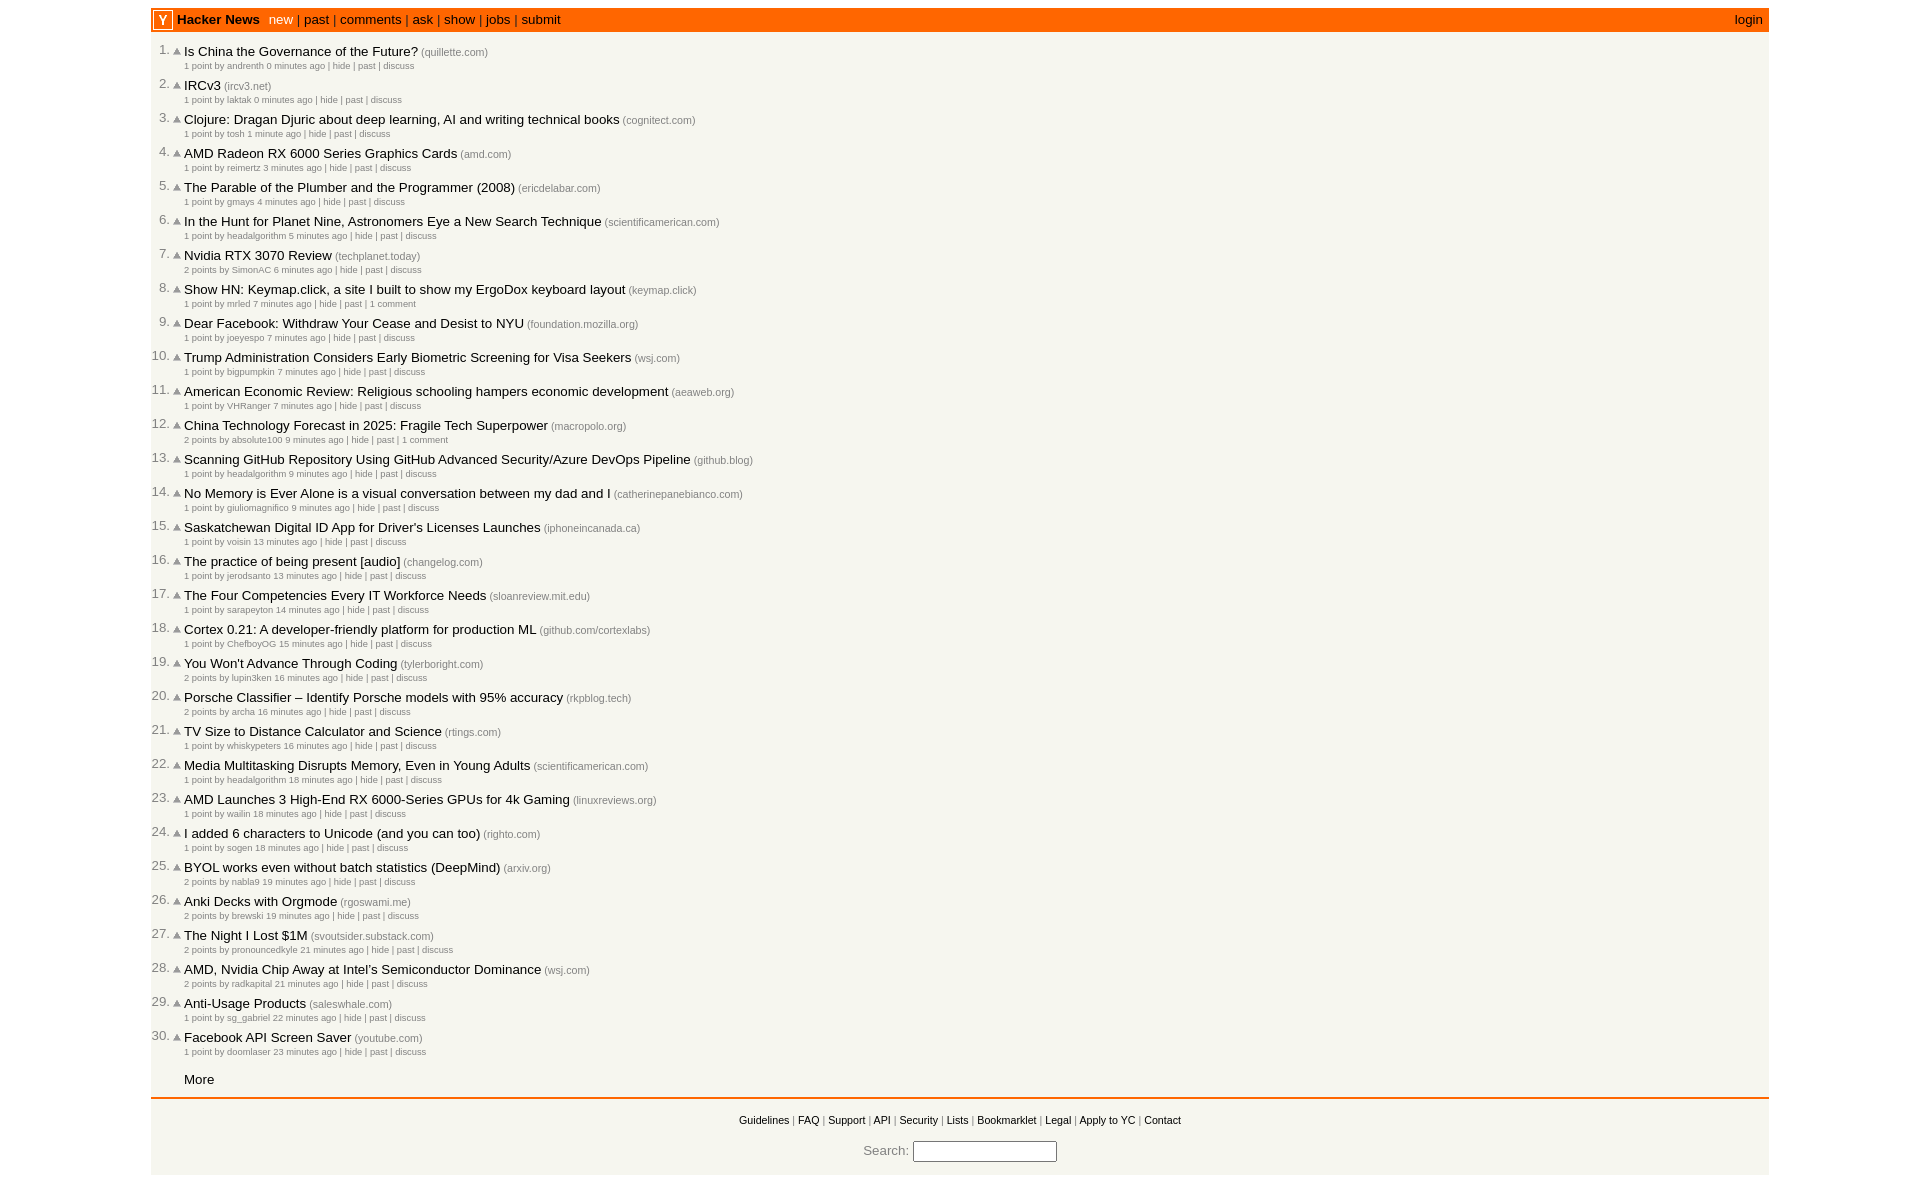 Y Hacker News new | past | comments | ask | show | jobs | submit login
1. Is China the Governance of the Future? (quillette.com)
1 point by andrenth 0 minutes ago | hide | past | discuss
2. IRCv3 (ircv3.net)
1 point by laktak 0 minutes ago | hide | past | discuss
3. Clojure: Dragan Djuric about deep learning, AI and writing technical books (cognitect.com)
1 point by tosh 1 minute ago | hide | past | discuss
4. AMD Radeon RX 6000 Series Graphics Cards (amd.com)
1 point by reimertz 3 minutes ago | hide | past | discuss
5. The Parable of the Plumber and the Programmer (2008) (ericdelabar.com)
1 point by gmays 4 minutes ago | hide | past | discuss
6. In the Hunt for Planet Nine, Astronomers Eye a New Search Technique (scientificamerican.com)
1 point by headalgorithm 5 minutes ago | hide | past | discuss
7. Nvidia RTX 3070 Review (techplanet.today)
2 points by SimonAC 6 minutes ago | hide | past | discuss
8. Show HN: Keymap.click, a site I built to show my ErgoDox keyboard layout (keymap.click)
1 point by mrled 7 minutes ago | hide | past | 1 comment
9. Dear Facebook: Withdraw Your Cease and Desist to NYU (foundation.mozilla.org)
1 point by joeyespo 7 minutes ago | hide | past | discuss
10. Trump Administration Considers Early Biometric Screening for Visa Seekers (wsj.com)
1 point by bigpumpkin 7 minutes ago | hide | past | discuss
11. American Economic Review: Religious schooling hampers economic development (aeaweb.org)
1 point by VHRanger 7 minutes ago | hide | past | discuss
12. China Technology Forecast in 2025: Fragile Tech Superpower (macropolo.org)
2 points by absolute100 9 minutes ago | hide | past | 1 comment
13. Scanning GitHub Repository Using GitHub Advanced Security/Azure DevOps Pipeline (github.blog)
1 point by headalgorithm 9 minutes ago | hide | past | discuss
14. No Memory is Ever Alone is a visual conversation between my dad and I (catherinepanebianco.com)
1 point by giuliomagnifico 9 minutes ago | hide | past | discuss
15. Saskatchewan Digital ID App for Driver's Licenses Launches (iphoneincanada.ca)
1 point by voisin 13 minutes ago | hide | past | discuss
16. The practice of being present [audio] (changelog.com)
1 point by jerodsanto 13 minutes ago | hide | past | discuss
17. The Four Competencies Every IT Workforce Needs (sloanreview.mit.edu)
1 point by sarapeyton 14 minutes ago | hide | past | discuss
18. Cortex 0.21: A developer-friendly platform for production ML (github.com/cortexlabs)
1 point by ChefboyOG 15 minutes ago | hide | past | discuss
19. You Won't Advance Through Coding (tylerboright.com)
2 points by lupin3ken 16 minutes ago | hide | past | discuss
20. Porsche Classifier – Identify Porsche models with 95% accuracy (rkpblog.tech)
2 points by archa 16 minutes ago | hide | past | discuss
21. TV Size to Distance Calculator and Science (rtings.com)
1 point by whiskypeters 16 minutes ago | hide | past | discuss
22. Media Multitasking Disrupts Memory, Even in Young Adults (scientificamerican.com)
1 point by headalgorithm 18 minutes ago | hide | past | discuss
23. AMD Launches 3 High-End RX 6000-Series GPUs for 4k Gaming (linuxreviews.org)
1 point by wailin 18 minutes ago | hide | past | discuss
24. I added 6 characters to Unicode (and you can too) (righto.com)
1 point by sogen 18 minutes ago | hide | past | discuss
25. BYOL works even without batch statistics (DeepMind) (arxiv.org)
2 points by nabla9 19 minutes ago | hide | past | discuss
26. Anki Decks with Orgmode (rgoswami.me)
2 points by brewski 19 minutes ago | hide | past | discuss
27. The Night I Lost $1M (svoutsider.substack.com)
2 points by pronouncedkyle 21 minutes ago | hide | past | discuss
28. AMD, Nvidia Chip Away at Intel's Semiconductor Dominance (wsj.com)
2 points by radkapital 21 minutes ago | hide | past | discuss
29. Anti-Usage Products (saleswhale.com)
1 point by sg_gabriel 22 minutes ago | hide | past | discuss
30. Facebook API Screen Saver (youtube.com)
1 point by doomlaser 23 minutes ago | hide | past | discuss
More
Guidelines | FAQ | Support | API | Security | Lists | Bookmarklet | Legal | Apply to YC | Contact
Search: